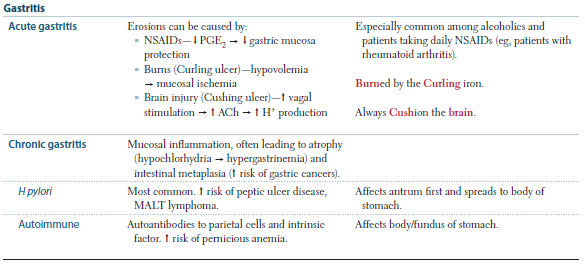 Gastritis
Acute gastritis
Erosions can be caused by:
▪ NSAIDs—↓ PGE₂ → ↓ gastric mucosa
protection
▪ Burns (Curling ulcer)—hypovolemia
→ mucosal ischemia
▪ Brain injury (Cushing ulcer)—↑ vagal
stimulation → ↑ ACh → ↑ H⁺ production
Especially common among alcoholics and
patients taking daily NSAIDs (eg, patients with
rheumatoid arthritis).
Burned by the Curling iron.
Always Cushion the brain.
Chronic gastritis
Mucosal inflammation, often leading to atrophy
(hypochlorhydria → hypergastrinemia) and
intestinal metaplasia (↑ risk of gastric cancers).
H pylori
Most common. ↑ risk of peptic ulcer disease,
MALT lymphoma.
Affects antrum first and spreads to body of
stomach.
Autoimmune
Autoantibodies to parietal cells and intrinsic
factor. ↑ risk of pernicious anemia.
Affects body/fundus of stomach.